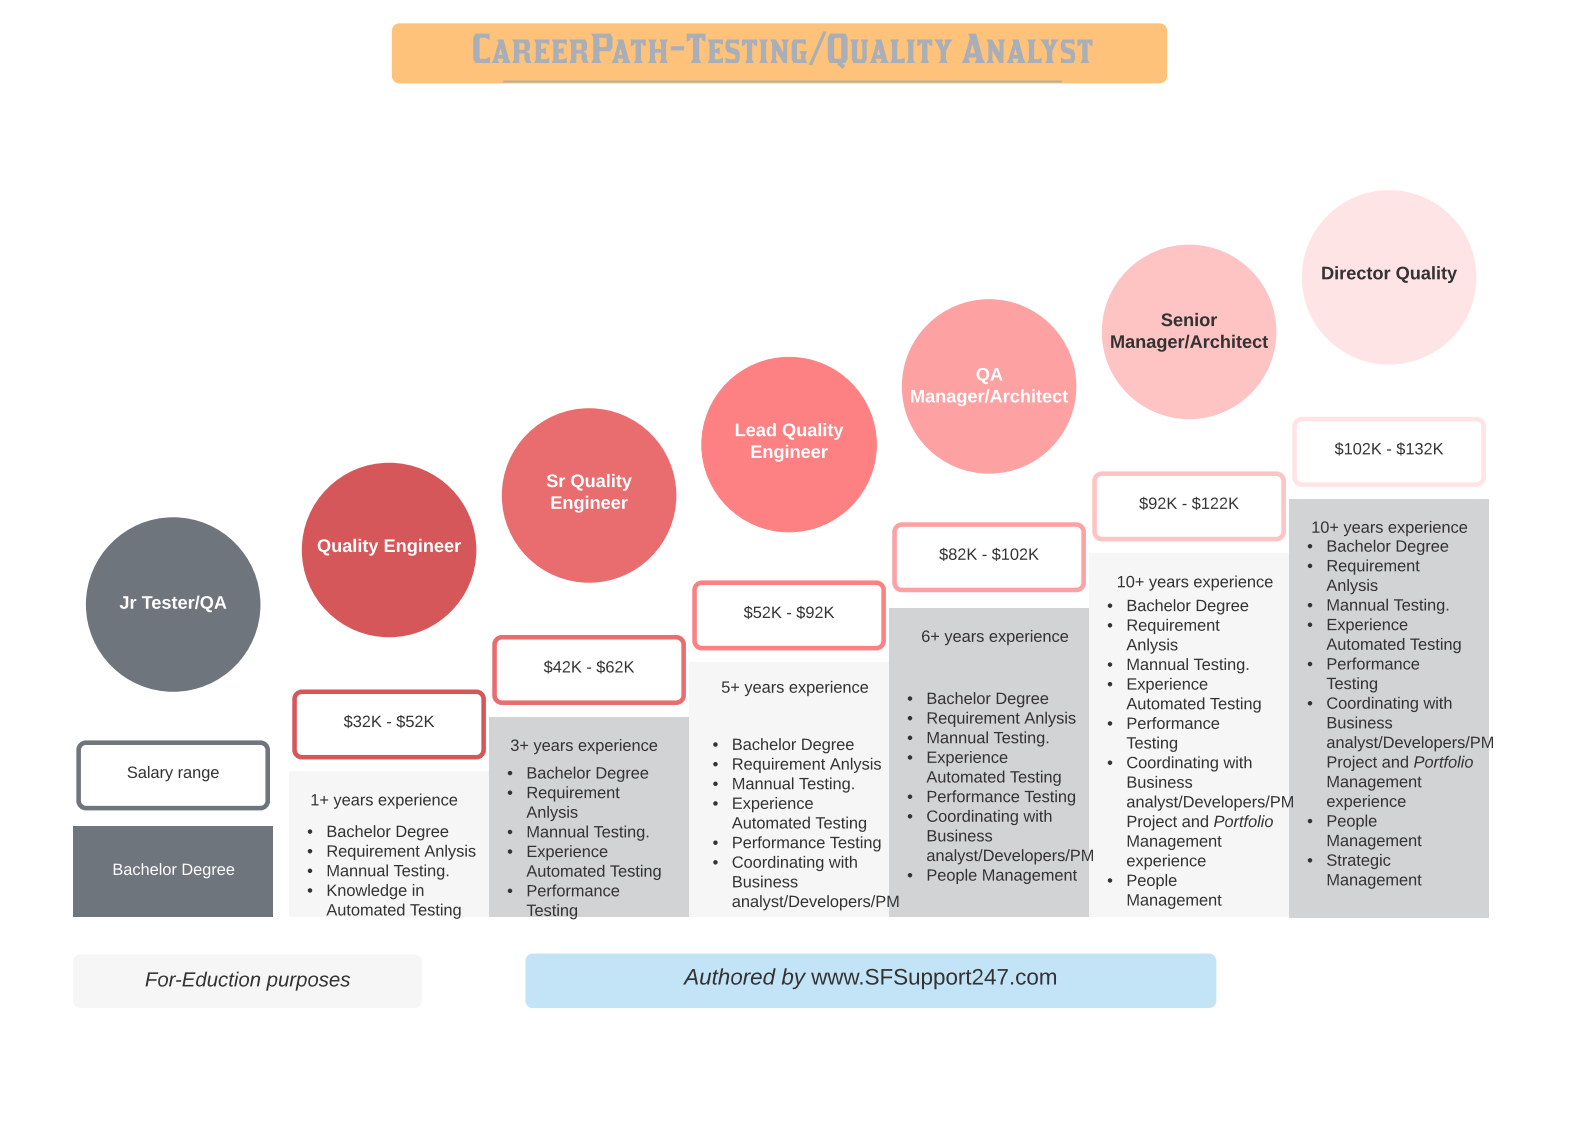 CareerPath-Testing/Quality Analyst
Jr Tester/QA
Salary range
Bachelor Degree
Quality Engineer
$32K - $52K
1+ years experience
• Bachelor Degree
• Requirement Anlysis
• Mannual Testing.
• Knowledge in
Automated Testing
Sr Quality
Engineer
$42K - $62K
3+ years experience
• Bachelor Degree
• Requirement
Anlysis
• Mannual Testing.
• Experience
Automated Testing
• Performance
Testing
Lead Quality
Engineer
$52K - $92K
5+ years experience
• Bachelor Degree
• Requirement Anlysis
• Mannual Testing.
• Experience
Automated Testing
• Performance Testing
• Coordinating with
Business
analyst/Developers/PM
QA
Manager/Architect
$82K - $102K
6+ years experience
• Bachelor Degree
• Requirement Anlysis
• Mannual Testing.
• Experience
Automated Testing
• Performance Testing
• Coordinating with
Business
analyst/Developers/PM
• People Management
Senior
Manager/Architect
$92K - $122K
10+ years experience
• Bachelor Degree
• Requirement
Anlysis
• Mannual Testing.
• Experience
Automated Testing
• Performance
Testing
• Coordinating with
Business
analyst/Developers/PM
Project and Portfolio
Management
experience
• People
Management
Director Quality
$102K - $132K
10+ years experience
• Bachelor Degree
• Requirement
Anlysis
• Mannual Testing.
• Experience
Automated Testing
• Performance
Testing
• Coordinating with
Business
analyst/Developers/PM
Project and Portfolio
Management
experience
• People
Management
• Strategic
Management
For-Eduction purposes
Authored by www.SFSupport247.com